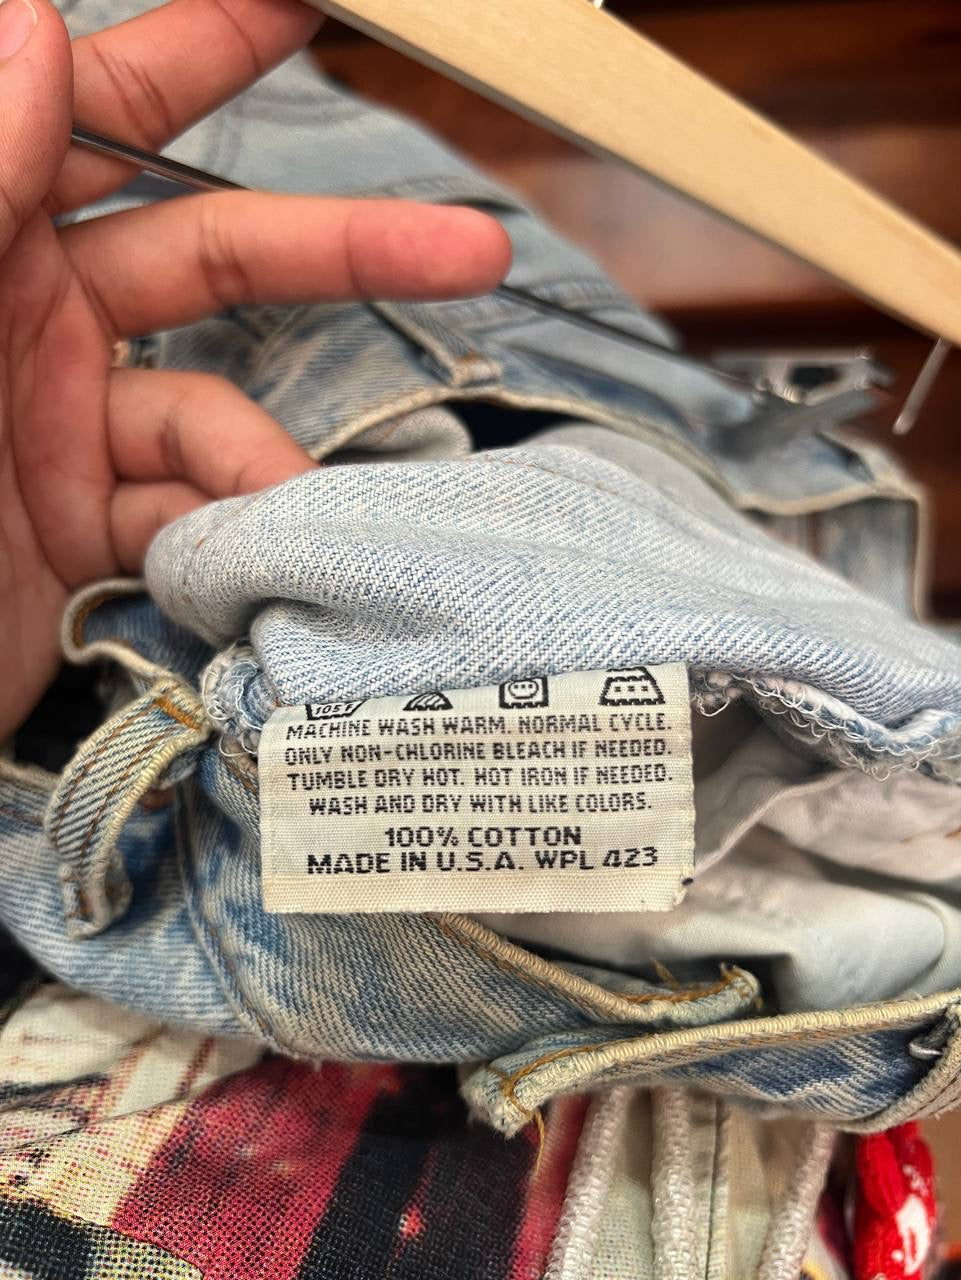 105 F
MACHINE WASH WARM. NORMAL CYCLE.
ONLY NON-CHLORINE BLEACH IF NEEDED.
TUMBLE DRY HOT. HOT IRON IF NEEDED.
WASH AND DRY WITH LIKE COLORS.
100% COTTON
MADE IN U.S.A. WPL 423